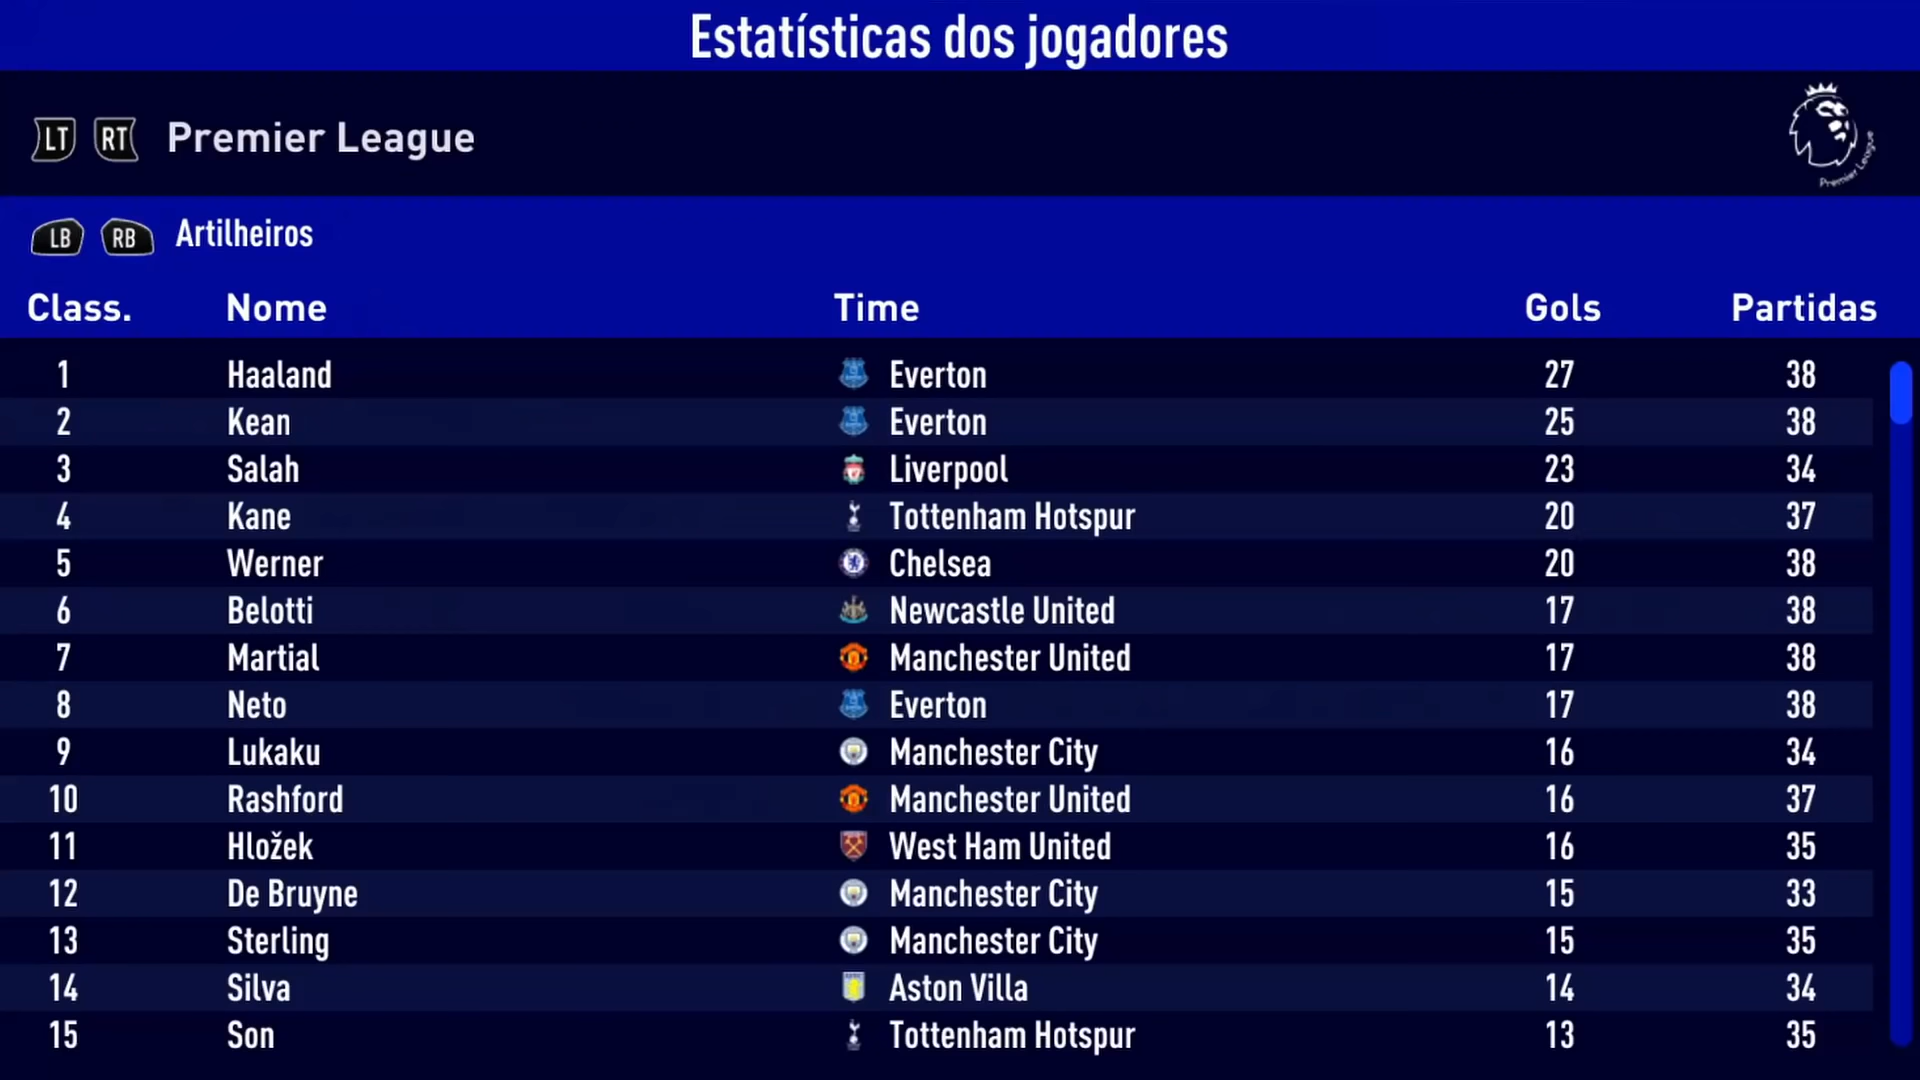 Estatísticas dos jogadores
LT RT Premier League
Premier League
LB RB Artilheiros
Class. Nome Time Gols Partidas
1 Haaland Everton 27 38
2 Kean Everton 25 38
3 Salah Liverpool 23 34
4 Kane Tottenham Hotspur 20 37
5 Werner Chelsea 20 38
6 Belotti Newcastle United 17 38
7 Martial Manchester United 17 38
8 Neto Everton 17 38
9 Lukaku Manchester City 16 34
10 Rashford Manchester United 16 37
11 Hložek West Ham United 16 35
12 De Bruyne Manchester City 15 33
13 Sterling Manchester City 15 35
14 Silva Aston Villa 14 34
15 Son Tottenham Hotspur 13 35